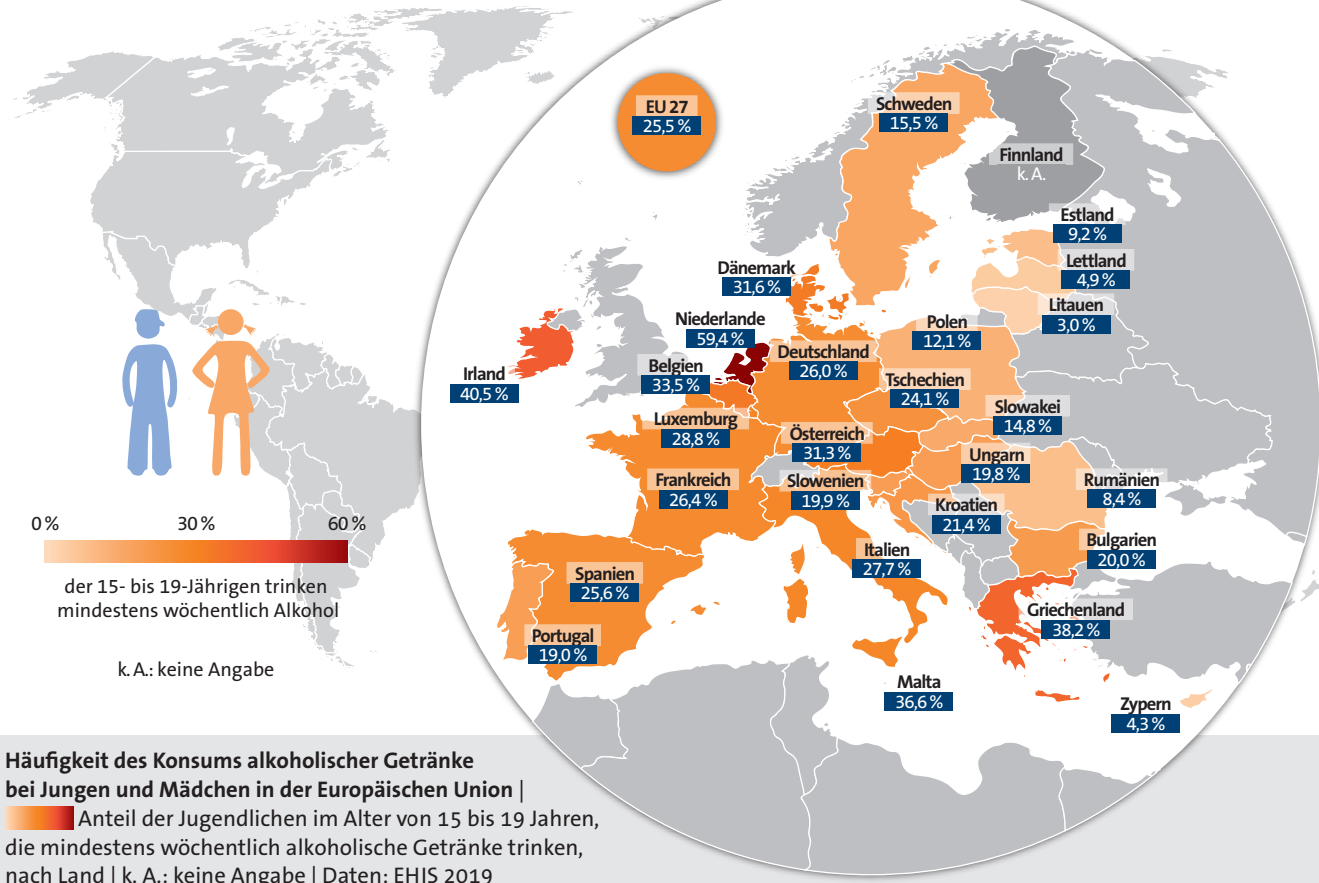 EU 27
25,5 %
Schweden
15,5 %
Finnland
k. A.
Estland
9,2 %
Lettland
4,9 %
Litauen
3,0 %
Dänemark
31,6 %
Niederlande
59,4 %
Polen
12,1 %
Deutschland
26,0 %
Irland
40,5 %
Belgien
33,5 %
Tschechien
24,1 %
Slowakei
14,8 %
Luxemburg
28,8 %
Österreich
31,3 %
Ungarn
19,8 %
Frankreich
26,4 %
Slowenien
19,9 %
Rumänien
8,4 %
Kroatien
21,4 %
Bulgarien
20,0 %
Italien
27,7 %
Spanien
25,6 %
Griechenland
38,2 %
Portugal
19,0 %
Malta
36,6 %
Zypern
4,3 %
0 % 30 % 60 %
der 15- bis 19-Jährigen trinken
mindestens wöchentlich Alkohol
k. A.: keine Angabe
Häufigkeit des Konsums alkoholischer Getränke
bei Jungen und Mädchen in der Europäischen Union |
Anteil der Jugendlichen im Alter von 15 bis 19 Jahren,
die mindestens wöchentlich alkoholische Getränke trinken,
nach Land | k. A.: keine Angabe | Daten: EHIS 2019